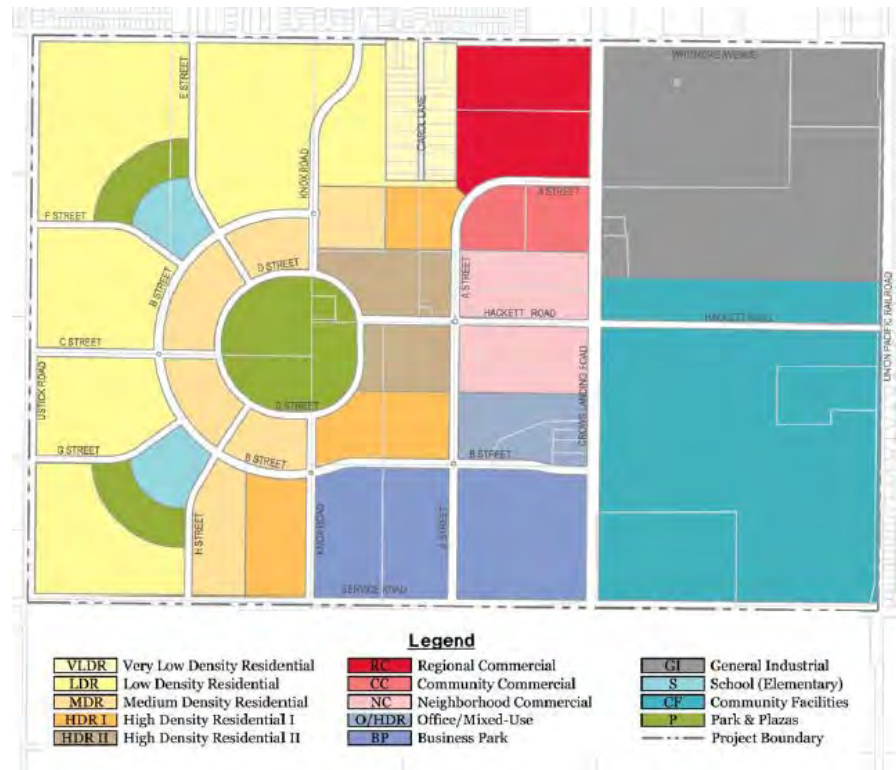 WHITMORE AVENUE
E STREET
CAROL LANE
KNOX ROAD
A STREET
F STREET
D STREET
B STREET
A STREET
HACKETT ROAD
HACKETT ROAD
UNION PACIFIC RAILROAD
C STREET
USTICK ROAD
CROWS LANDING ROAD
G STREET
B STREET
B STREET
H STREET
KNOX ROAD
SERVICE ROAD
Legend
VLDR Very Low Density Residential RC Regional Commercial GI General Industrial
LDR Low Density Residential CC Community Commercial S School (Elementary)
MDR Medium Density Residential NC Neighborhood Commercial CF Community Facilities
HDR I High Density Residential I O/HDR Office/Mixed-Use P Park & Plazas
HDR II High Density Residential II BP Business Park Project Boundary